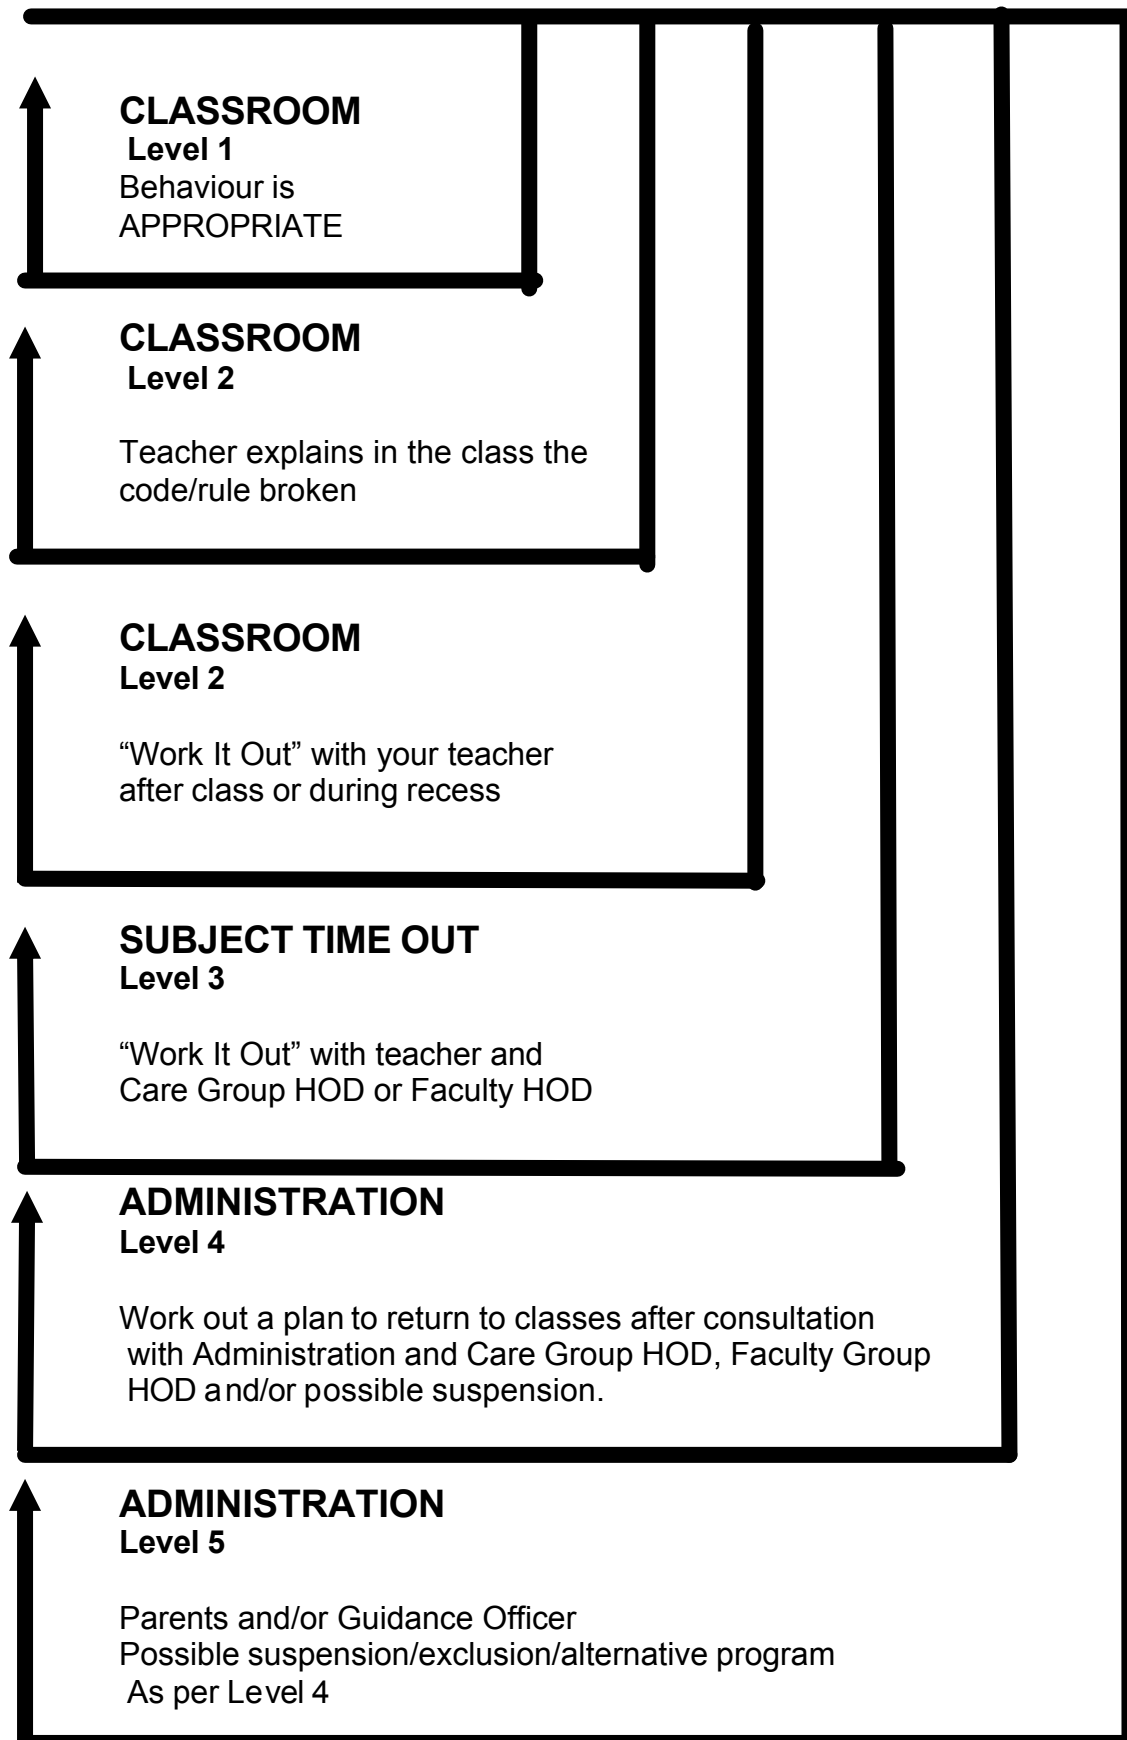 CLASSROOM
Level 1
Behaviour is
APPROPRIATE
CLASSROOM
Level 2
Teacher explains in the class the
code/rule broken
CLASSROOM
Level 2
“Work It Out” with your teacher
after class or during recess
SUBJECT TIME OUT
Level 3
“Work It Out” with teacher and
Care Group HOD or Faculty HOD
ADMINISTRATION
Level 4
Work out a plan to return to classes after consultation
with Administration and Care Group HOD, Faculty Group
HOD and/or possible suspension.
ADMINISTRATION
Level 5
Parents and/or Guidance Officer
Possible suspension/exclusion/alternative program
As per Level 4